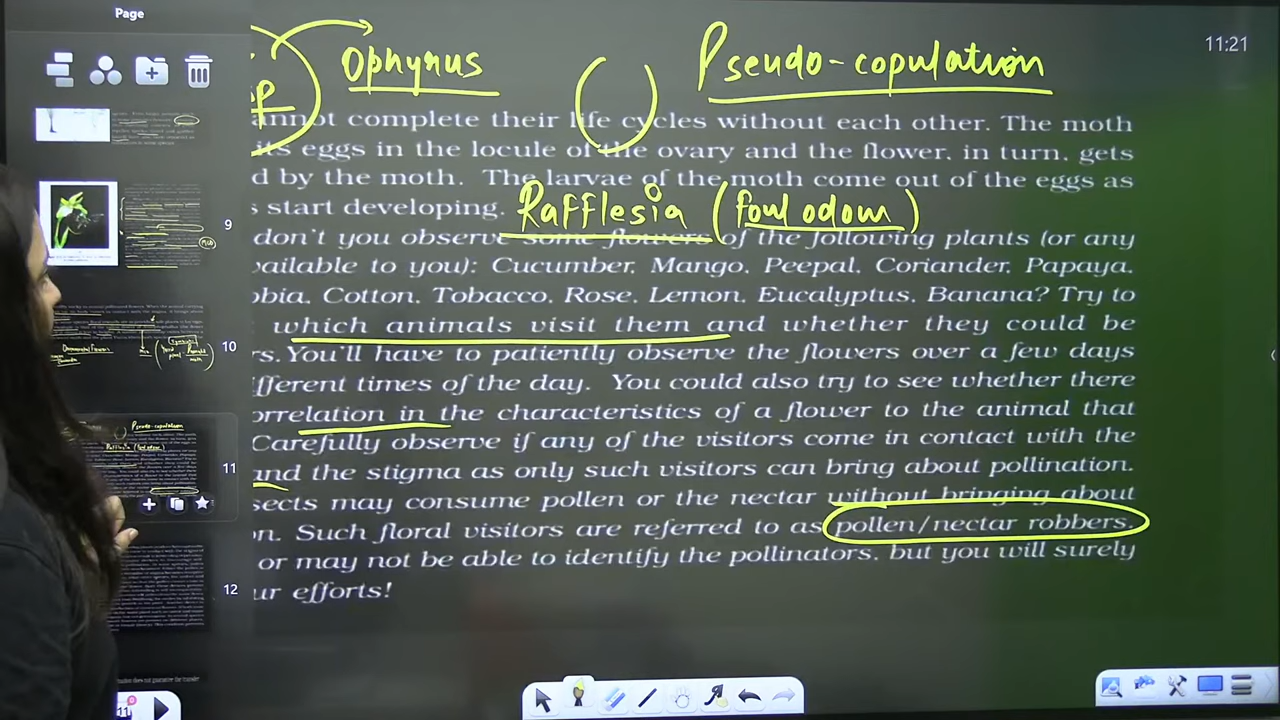 Page
11:21
Ophyrus
Pseudo-copulation
annot complete their life cycles without each other. The moth
its eggs in the locule of the ovary and the flower, in turn, gets
d by the moth. The larvae of the moth come out of the eggs as
s start developing.
Rafflesia (foul odom)
don't you observe some flowers of the following plants (or any
vailable to you): Cucumber, Mango, Peepal, Coriander, Papaya,
bia, Cotton, Tobacco, Rose, Lemon, Eucalyptus, Banana? Try to
which animals visit them and whether they could be
rs. You'll have to patiently observe the flowers over a few days
fferent times of the day. You could also try to see whether there
orrelation in the characteristics of a flower to the animal that
Carefully observe if any of the visitors come in contact with the
and the stigma as only such visitors can bring about pollination.
sects may consume pollen or the nectar without bringing about
n. Such floral visitors are referred to as pollen/nectar robbers.
or may not be able to identify the pollinators, but you will surely
ur efforts!
9
10
11
12